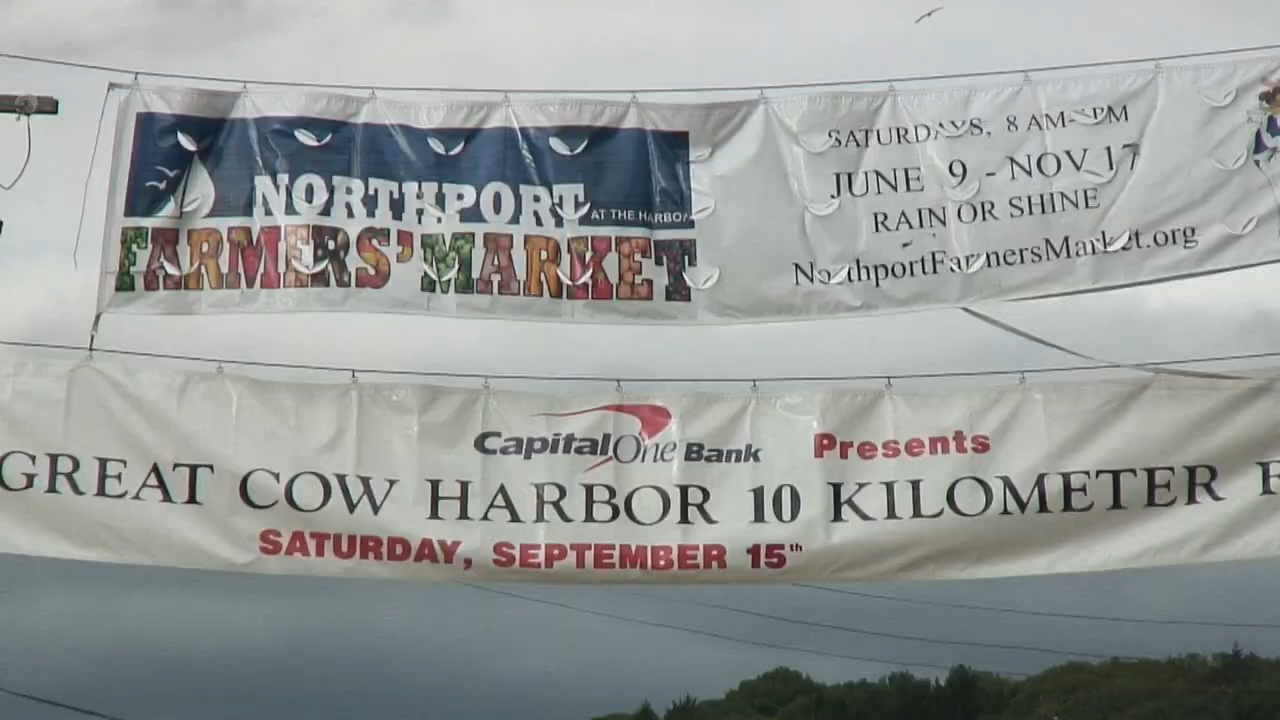 NORTHPORT AT THE HARBOR
FARMERS' MARKET
SATURDAYS, 8 AM-1PM
JUNE 9 - NOV 17
RAIN OR SHINE
NorthportFarmersMarket.org
Capital One Bank Presents
GREAT COW HARBOR 10 KILOMETER
SATURDAY, SEPTEMBER 15th